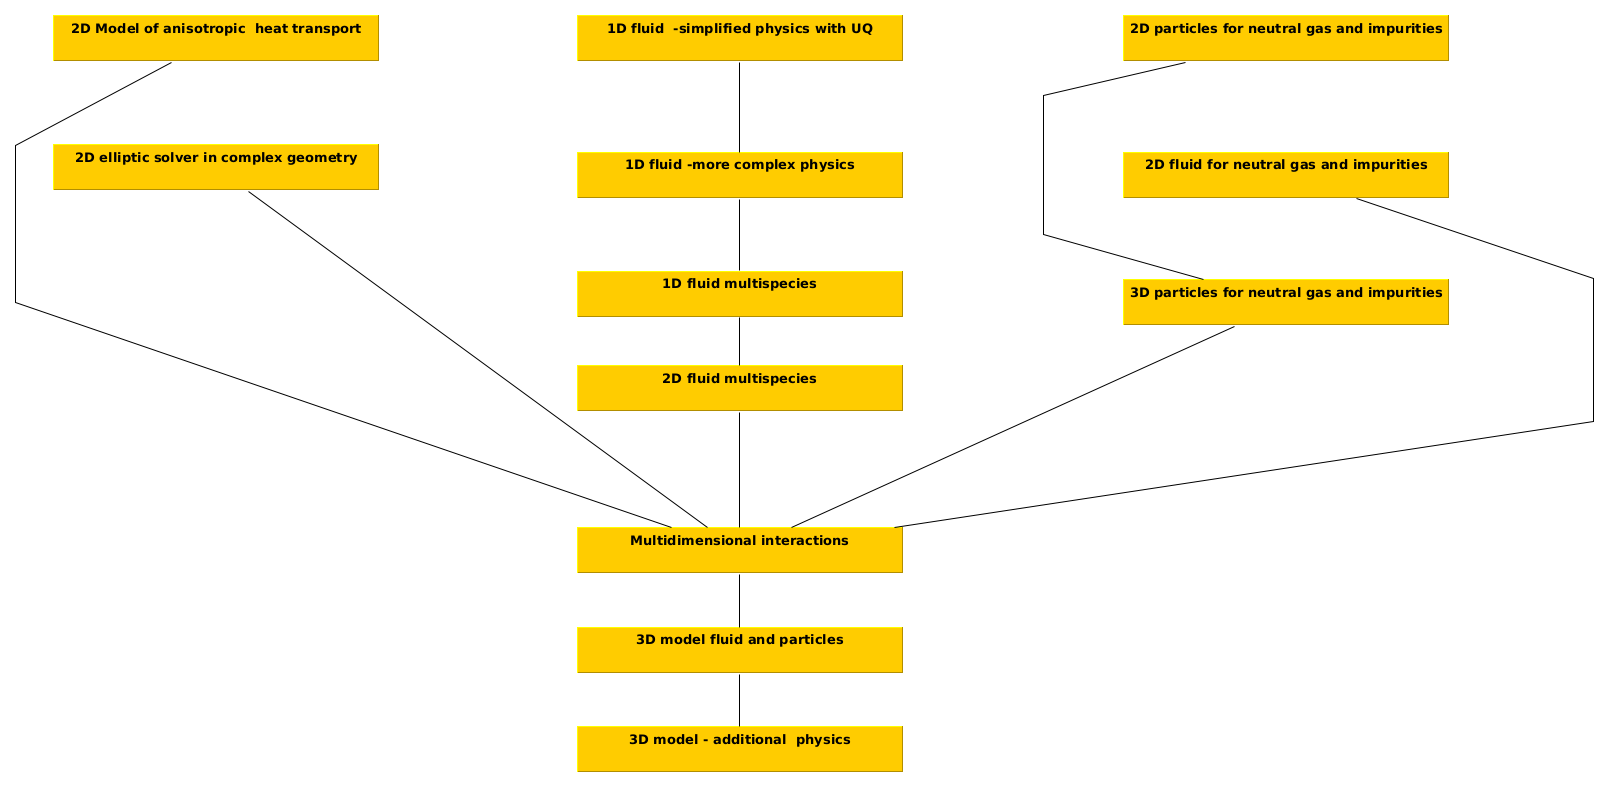 2D Model of anisotropic  heat transport
1D fluid  -simplified physics with UQ
2D particles for neutral gas and impurities
2D elliptic solver in complex geometry
1D fluid -more complex physics
2D fluid for neutral gas and impurities
1D fluid multispecies
3D particles for neutral gas and impurities
2D fluid multispecies
Multidimensional interactions
3D model fluid and particles
3D model - additional  physics